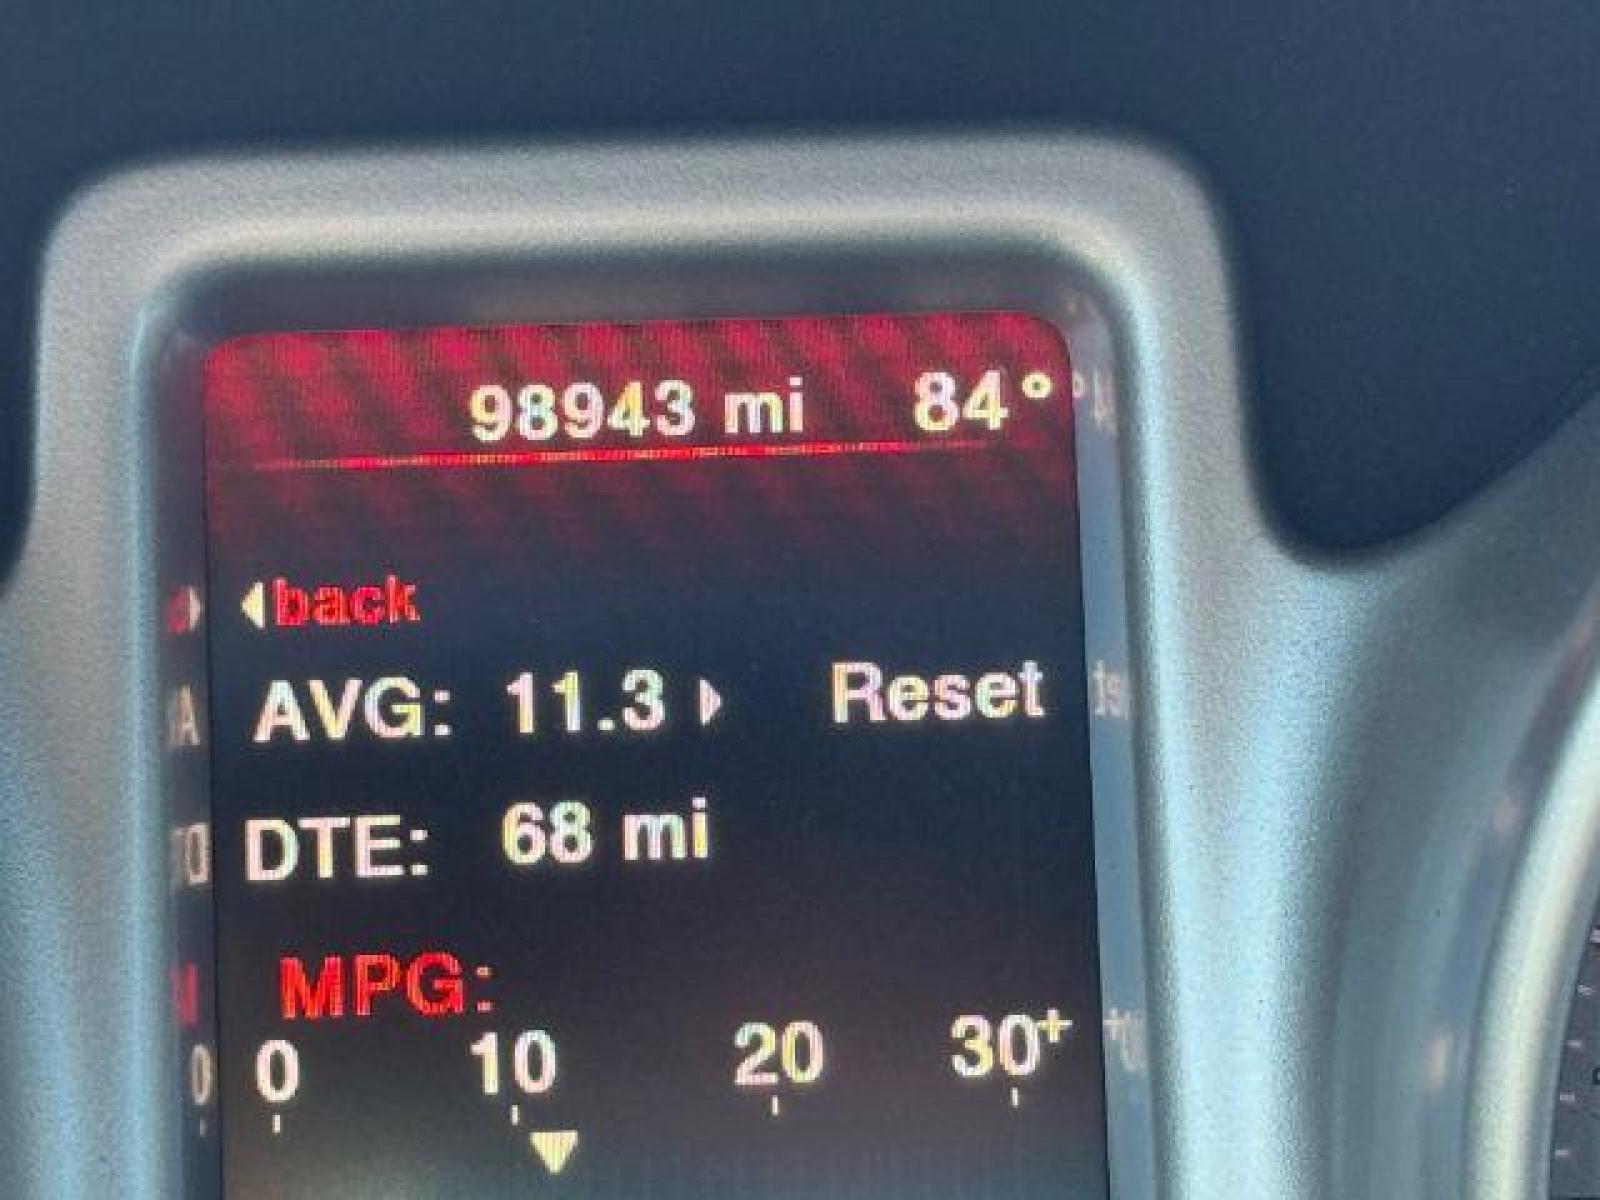 98943 mi 84°
back
AVG: 11.3 Reset
DTE: 68 mi
MPG:
0 10 20 30+